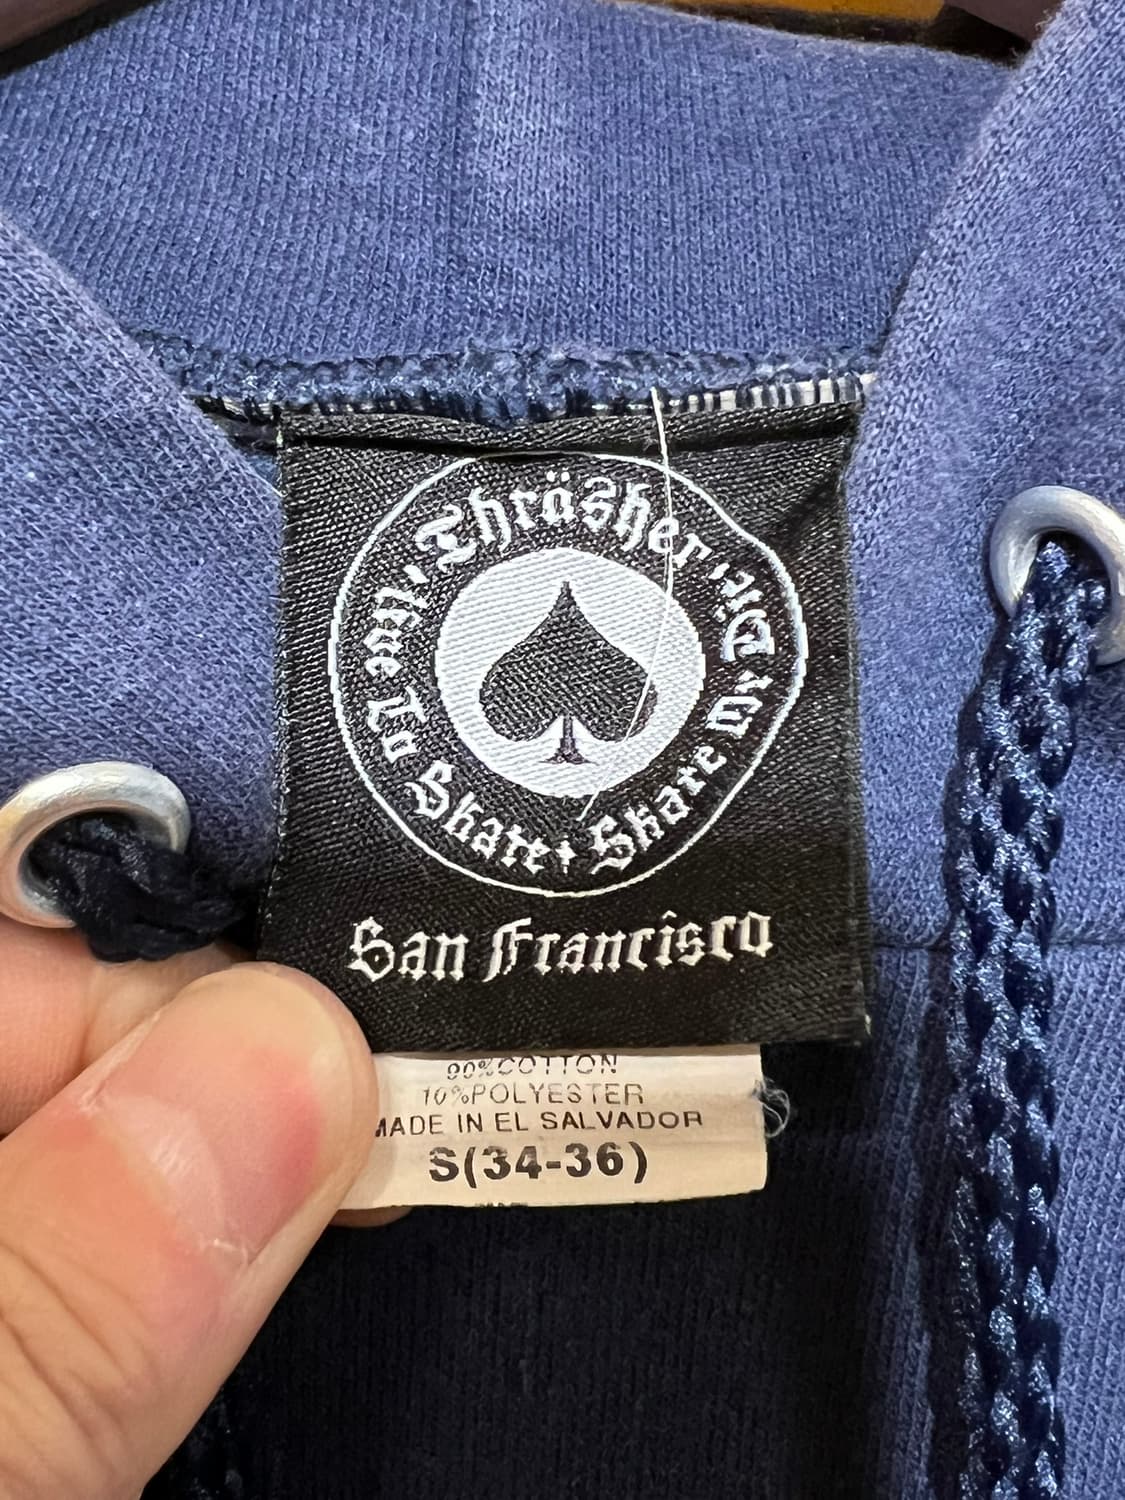 Thräsher
Live To Skate
Skate Or Die
San Francisco
90%COTTON
10%POLYESTER
MADE IN EL SALVADOR
S(34-36)